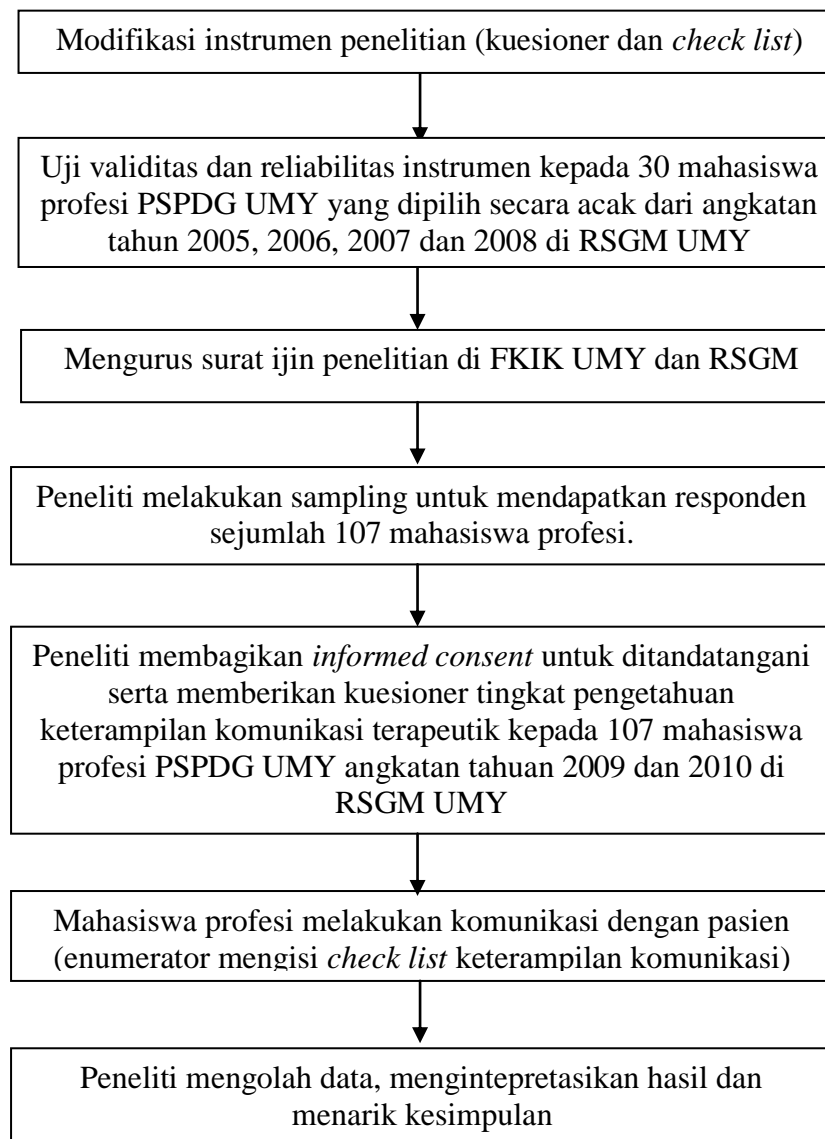 Modifikasi instrumen penelitian (kuesioner dan check list)
Uji validitas dan reliabilitas instrumen kepada 30 mahasiswa
profesi PSPDG UMY yang dipilih secara acak dari angkatan
tahun 2005, 2006, 2007 dan 2008 di RSGM UMY
Mengurus surat ijin penelitian di FKIK UMY dan RSGM
Peneliti melakukan sampling untuk mendapatkan responden
sejumlah 107 mahasiswa profesi.
Peneliti membagikan informed consent untuk ditandatangani
serta memberikan kuesioner tingkat pengetahuan
keterampilan komunikasi terapeutik kepada 107 mahasiswa
profesi PSPDG UMY angkatan tahuan 2009 dan 2010 di
RSGM UMY
Mahasiswa profesi melakukan komunikasi dengan pasien
(enumerator mengisi check list keterampilan komunikasi)
Peneliti mengolah data, mengintepretasikan hasil dan
menarik kesimpulan